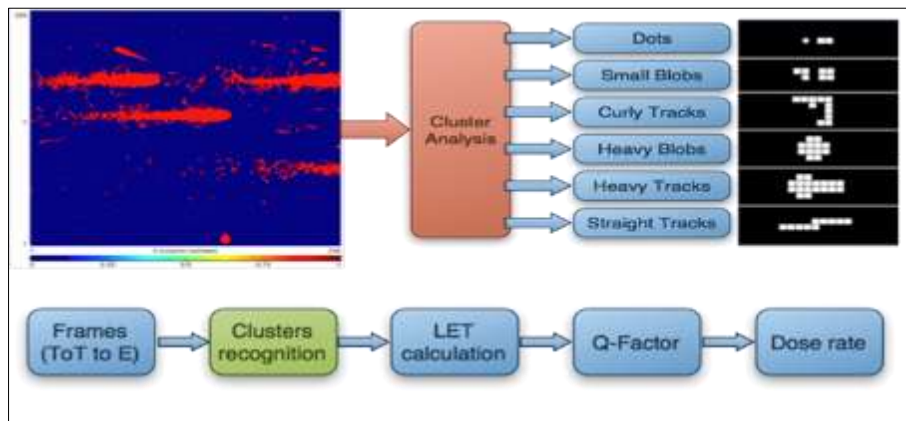 Cluster
Analysis
Dots
Small Blobs
Curly Tracks
Heavy Blobs
Heavy Tracks
Straight Tracks
Frames
(ToT to E)
Clusters
recognition
LET
calculation
Q-Factor
Dose rate